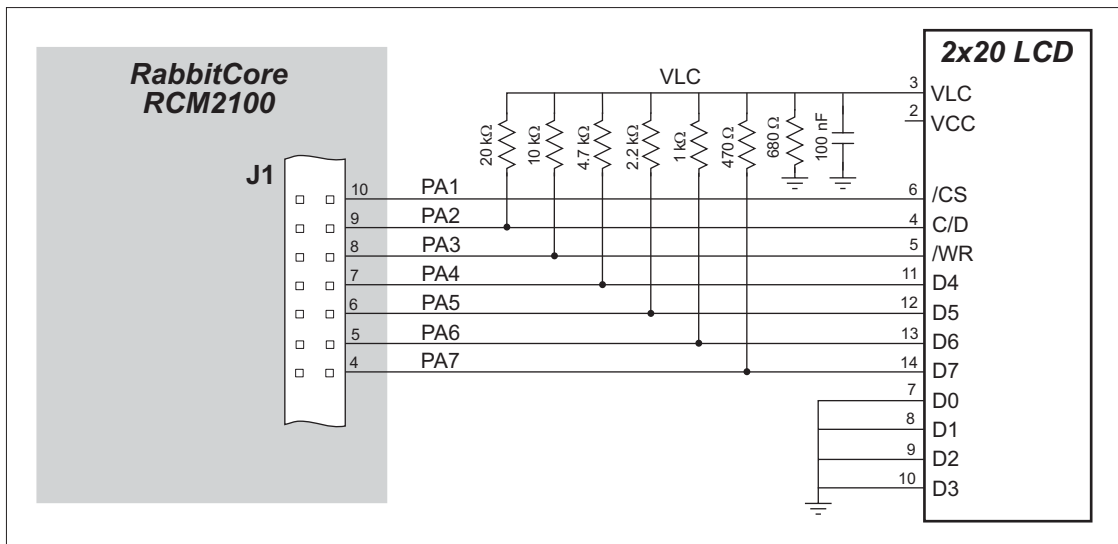 RabbitCore
RCM2100
J1
10 PA1
9 PA2
8 PA3
7 PA4
6 PA5
5 PA6
4 PA7
VLC
20 kΩ
10 kΩ
4.7 kΩ
2.2 kΩ
1 kΩ
470 Ω
680 Ω
100 nF
2x20 LCD
3 VLC
2 VCC
6 /CS
4 C/D
5 /WR
11 D4
12 D5
13 D6
14 D7
7 D0
8 D1
9 D2
10 D3